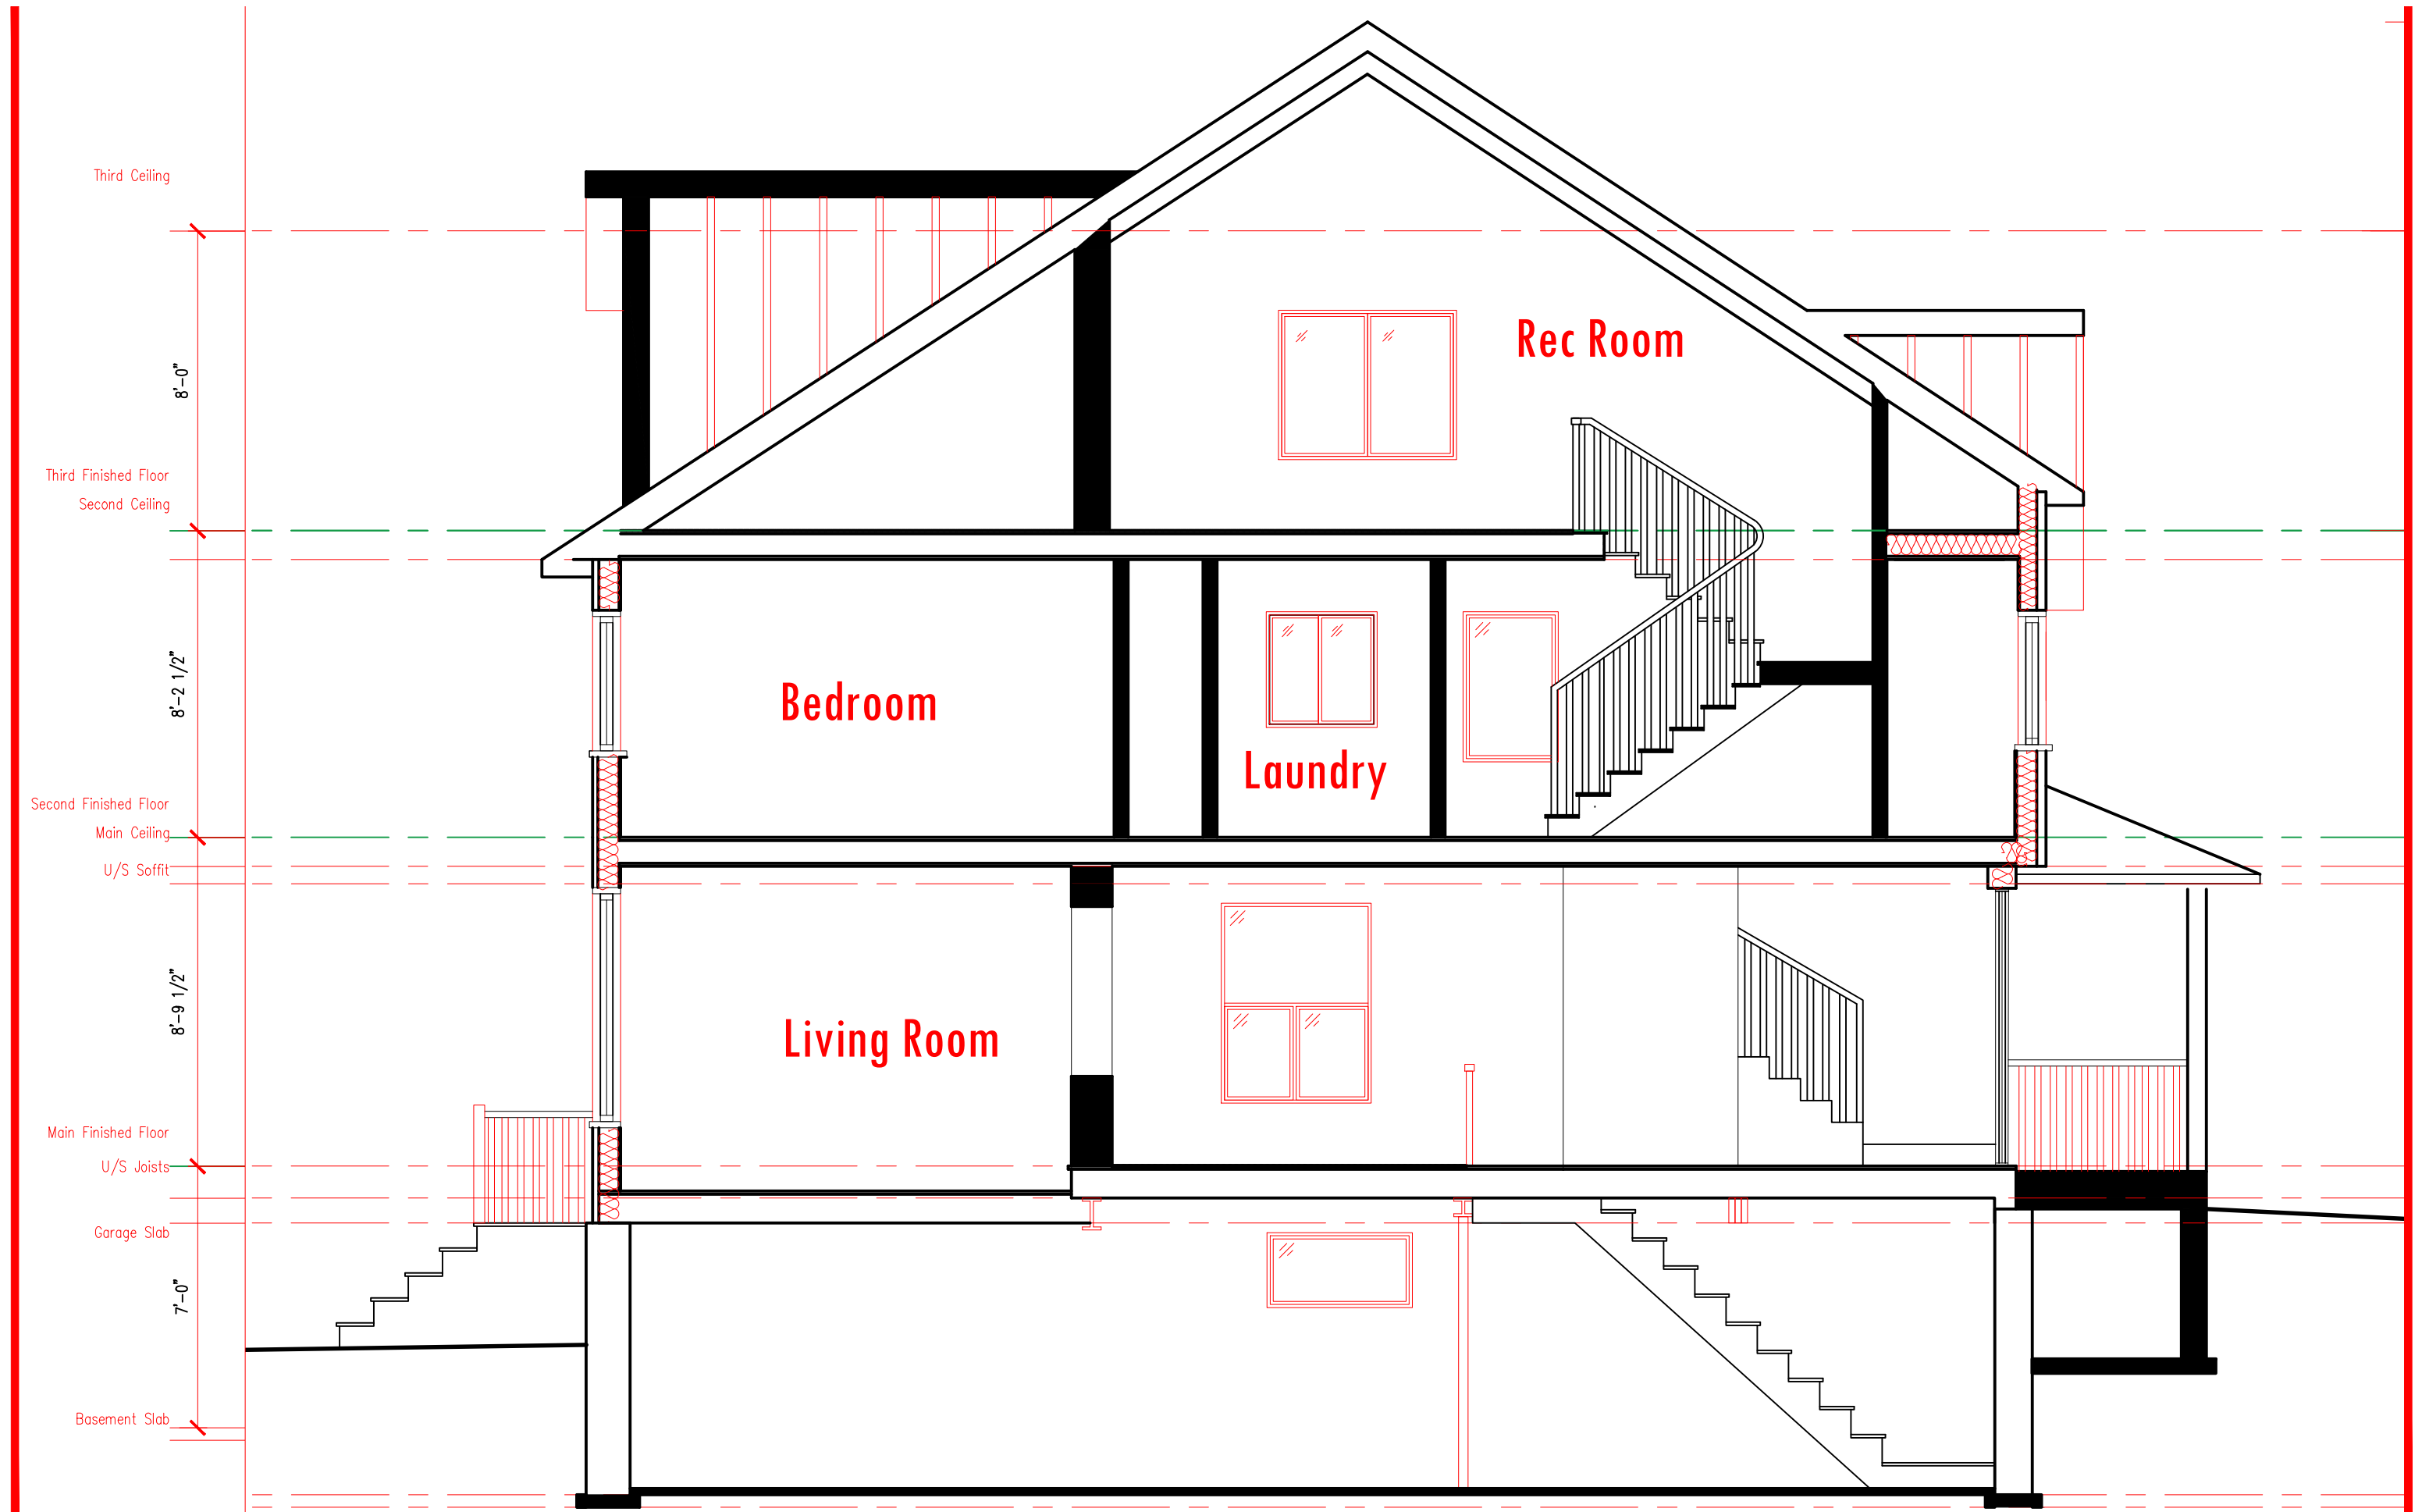 Third Ceiling
8'-0"
Rec Room
Third Finished Floor
Second Ceiling
8'-2 1/2"
Bedroom
Laundry
Second Finished Floor
Main Ceiling
U/S Soffit
8'-9 1/2"
Living Room
Main Finished Floor
U/S Joists
Garage Slab
7'-0"
Basement Slab